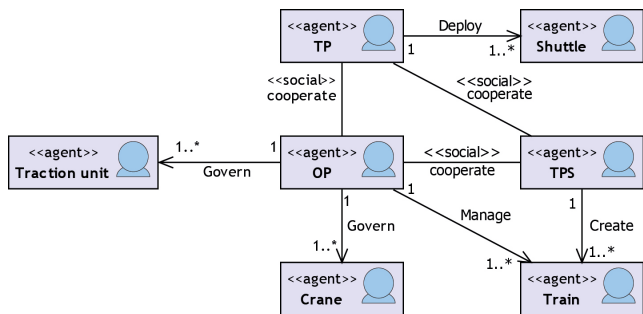 <<agent>>
TP
Deploy
1
1..*
<<agent>>
Shuttle
<<social>>
cooperate
<<social>>
cooperate
<<agent>>
Traction unit
1..*
1
Govern
<<agent>>
OP
<<social>>
cooperate
<<agent>>
TPS
1
1
1
Govern
Manage
Create
1..*
1..*
1..*
<<agent>>
Crane
<<agent>>
Train